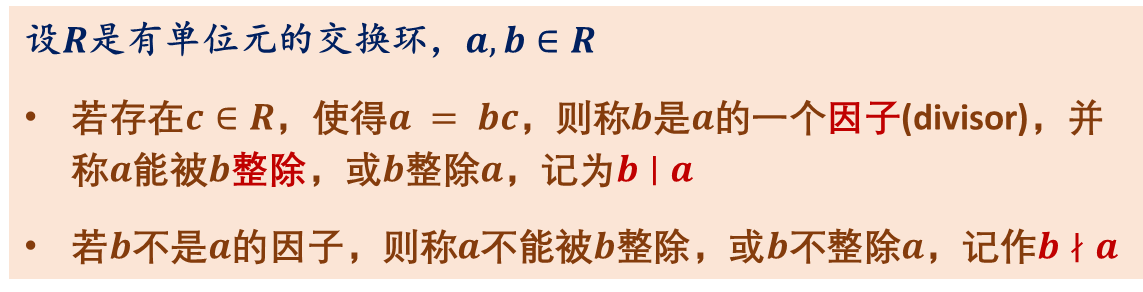 设R是有单位元的交换环，a, b ∈ R
• 若存在c ∈ R，使得a = bc，则称b是a的一个因子(divisor)，并
称a能被b整除，或b整除a，记为b ∣ a
• 若b不是a的因子，则称a不能被b整除，或b不整除a，记作b ∤ a